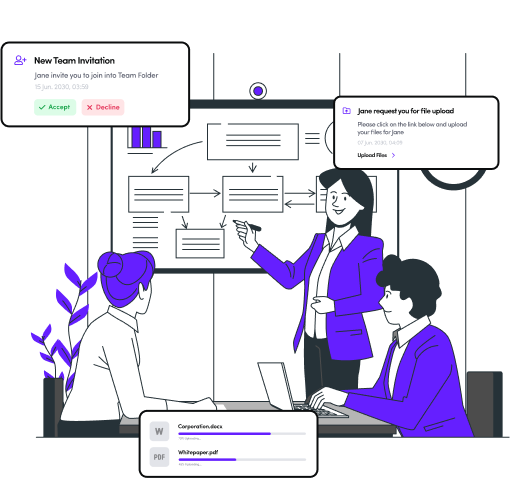 New Team Invitation
Jane invite you to join into Team Folder
15 Jun, 2030, 03:59
Accept
Decline
Jane request you for file upload
Please click on the link below and upload
your files for Jane
07 Jun, 2030, 04:09
Upload Files
W
Corporation.docx
PDF
Whitepaper.pdf